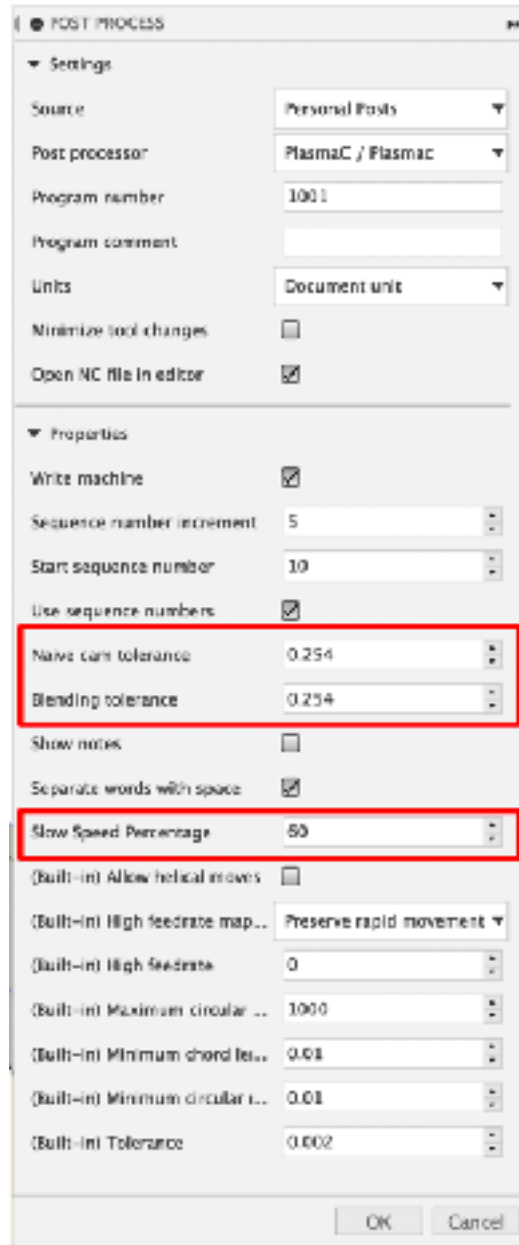 POST PROCESS
Settings
Source Personal Posts
Post processor PlasmaC / Plasmac
Program number 1001
Program comment
Units Document unit
Minimize tool changes
Open NC file in editor
Properties
Write machine
Sequence number increment 5
Start sequence number 10
Use sequence numbers
Naive cam tolerance 0.254
Blending tolerance 0.254
Show notes
Separate words with space
Slow Speed Percentage 60
(Built-in) Allow helical moves
(Built-in) High feedrate map... Preserve rapid movement
(Built-in) High feedrate 0
(Built-in) Maximum circular ... 1000
(Built-in) Minimum chord len... 0.01
(Built-in) Minimum circular r... 0.01
(Built-in) Tolerance 0.002
OK Cancel